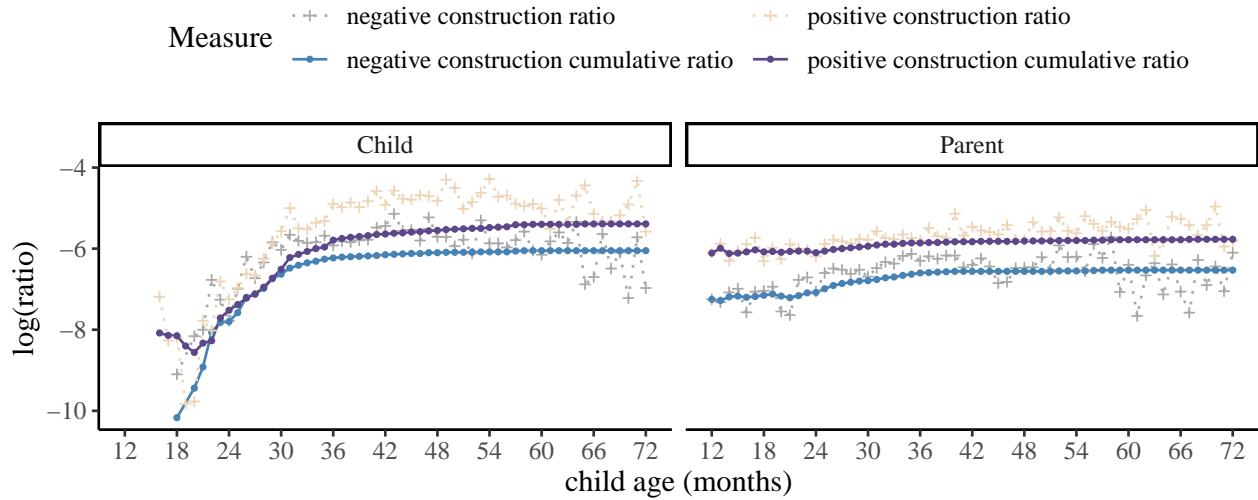 Measure
negative construction ratio
positive construction ratio
negative construction cumulative ratio
positive construction cumulative ratio
Child
Parent
log(ratio)
−4
−6
−8
−10
12 18 24 30 36 42 48 54 60 66 72
12 18 24 30 36 42 48 54 60 66 72
child age (months)